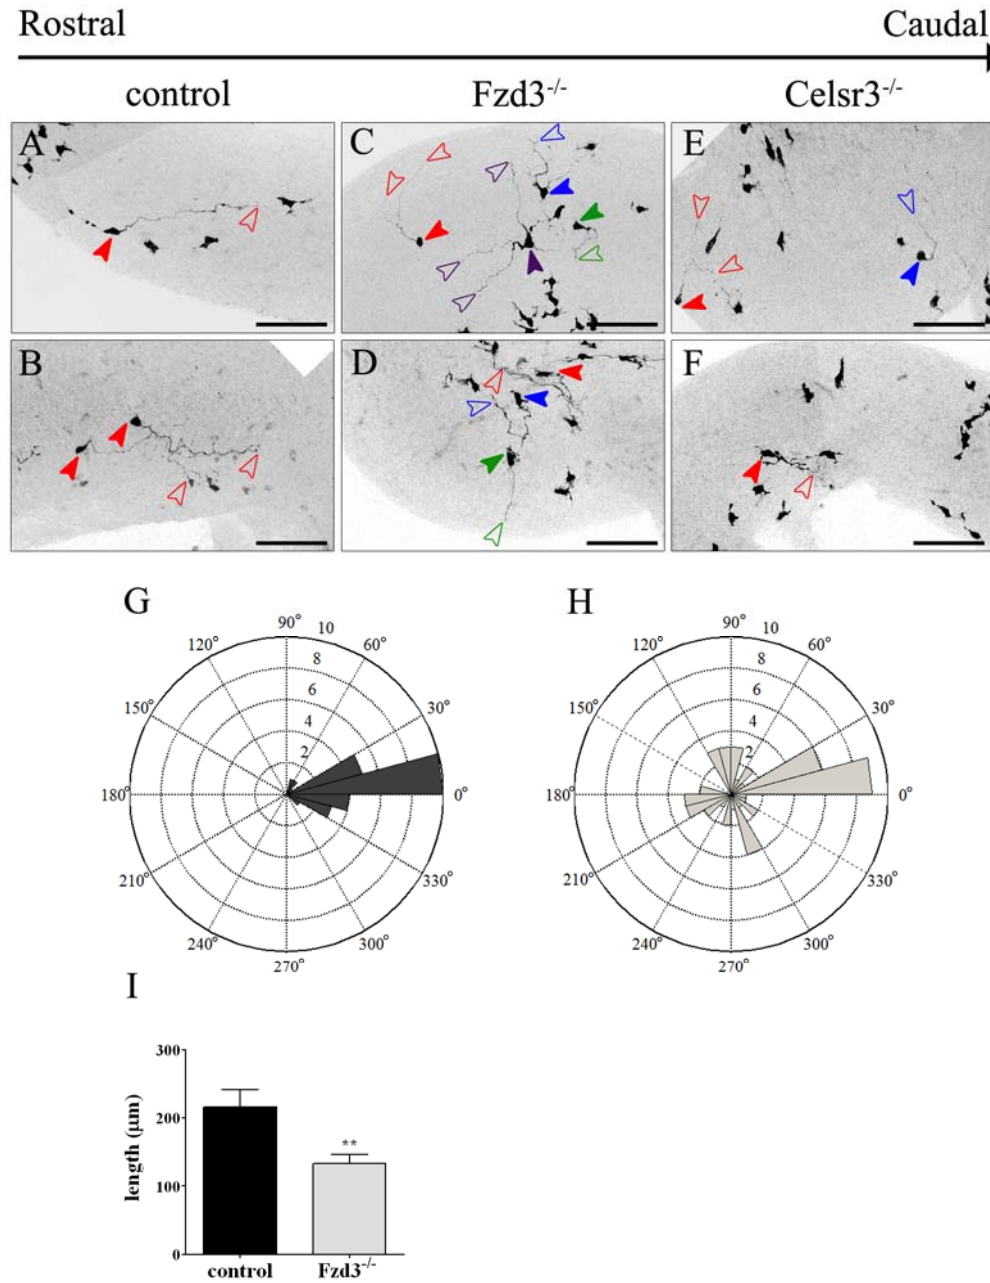 Rostral Caudal
control Fzd3-/- Celsr3-/-
A C E
B D F
G H
90° 10 90° 10
120° 60° 120° 60°
8 8
6 6
150° 30° 150° 30°
4 4
2 2
180° 0° 180° 0°
210° 330° 210° 330°
240° 300° 240° 300°
270° 270°
I
300
200
100
0
length (μm)
**
control Fzd3-/-